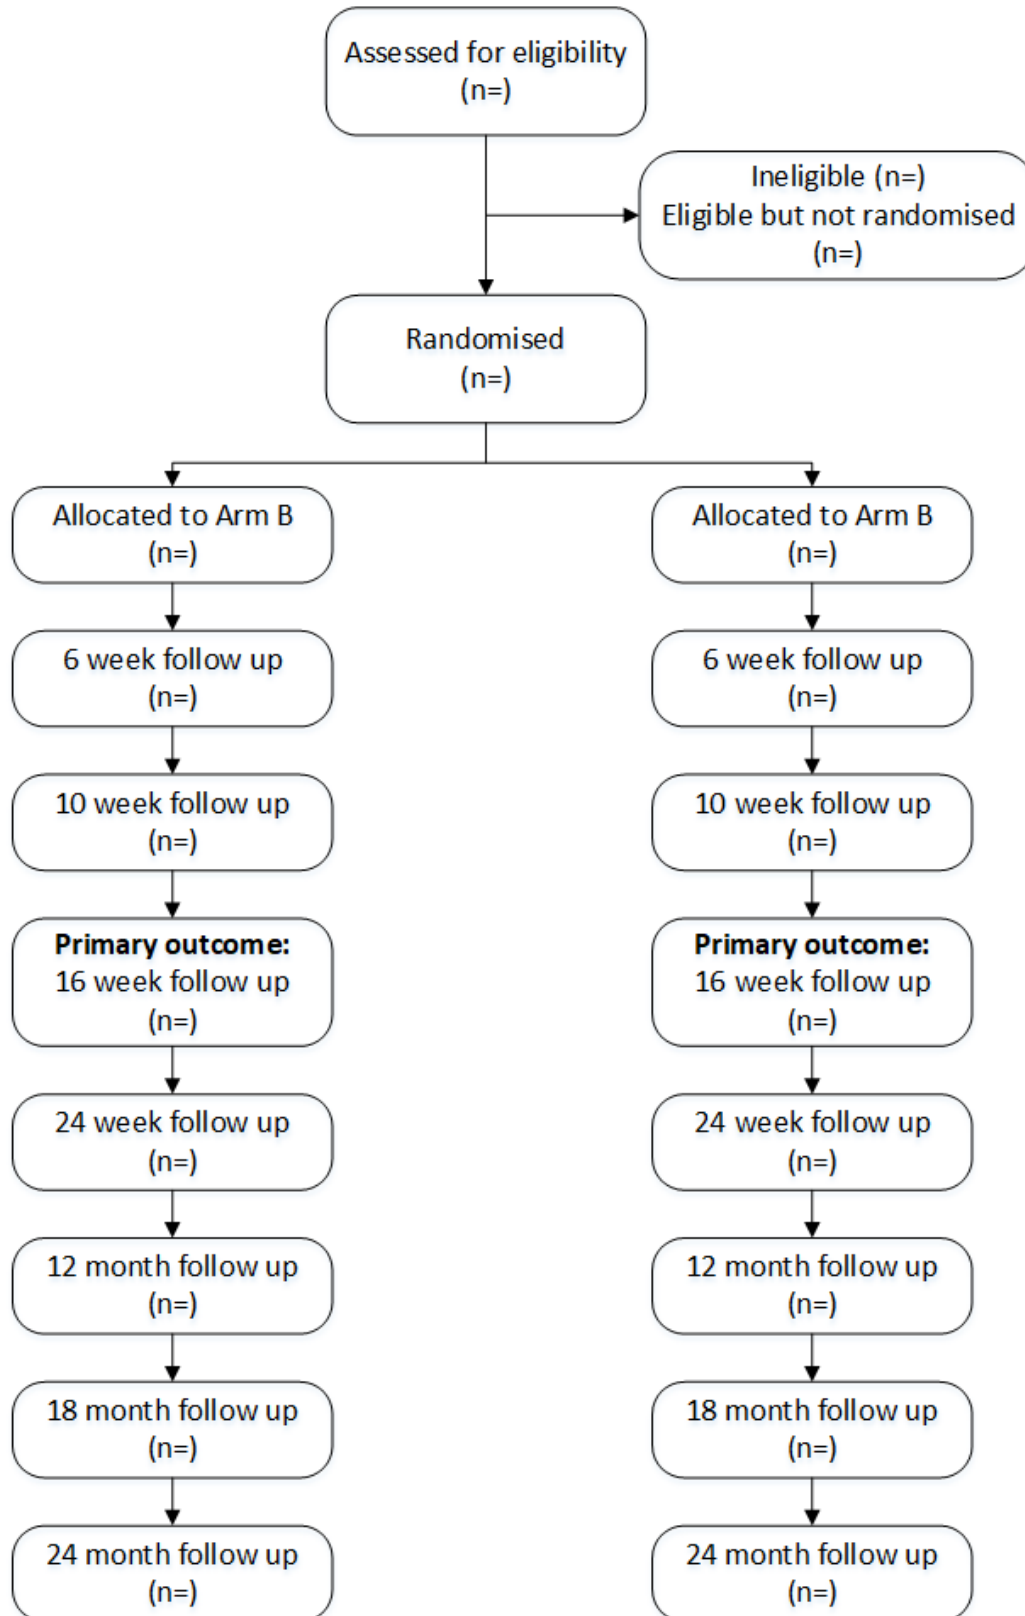 Assessed for eligibility
(n=)
Ineligible (n=)
Eligible but not randomised
(n=)
Randomised
(n=)
Allocated to Arm B
(n=)
6 week follow up
(n=)
10 week follow up
(n=)
Primary outcome:
16 week follow up
(n=)
24 week follow up
(n=)
12 month follow up
(n=)
18 month follow up
(n=)
24 month follow up
(n=)
Allocated to Arm B
(n=)
6 week follow up
(n=)
10 week follow up
(n=)
Primary outcome:
16 week follow up
(n=)
24 week follow up
(n=)
12 month follow up
(n=)
18 month follow up
(n=)
24 month follow up
(n=)